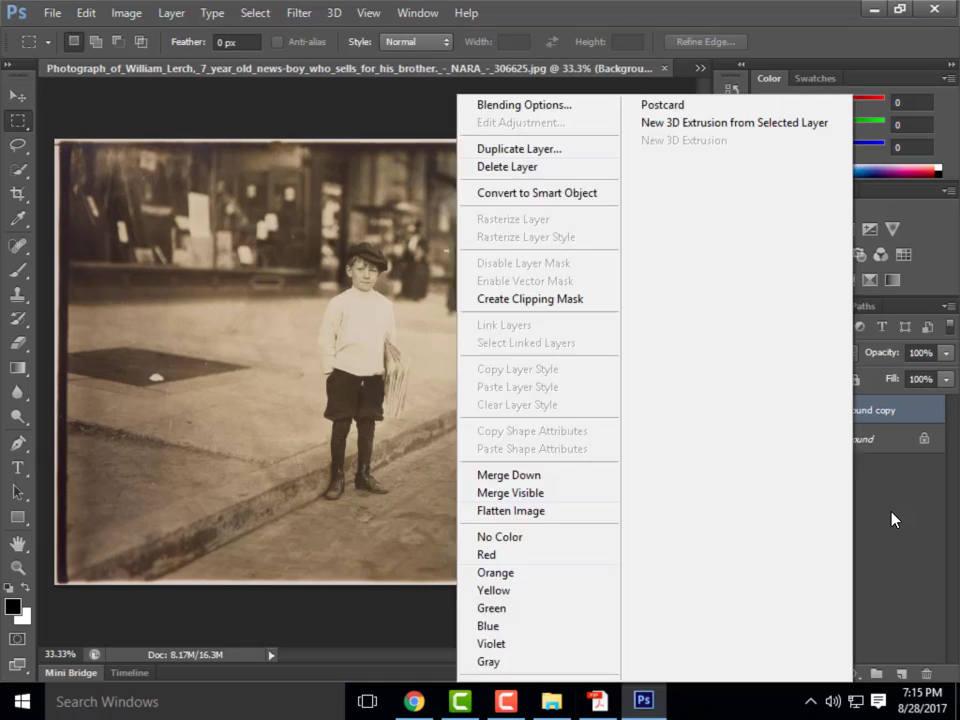 Ps File Edit Image Layer Type Select Filter 3D View Window Help
Feather: 0 px Anti-alias Style: Normal Width: Height: Refine Edge...
Photograph_of_William_Lerch,_7_year_old_news-boy_who_sells_for_his_brother._-_NARA_-_306625.jpg @ 33.3% (Backgrou... ×
Color Swatches
0
0
0
Blending Options...
Edit Adjustment...
Duplicate Layer...
Delete Layer
Convert to Smart Object
Rasterize Layer
Rasterize Layer Style
Disable Layer Mask
Enable Vector Mask
Create Clipping Mask
Link Layers
Select Linked Layers
Copy Layer Style
Paste Layer Style
Clear Layer Style
Copy Shape Attributes
Paste Shape Attributes
Merge Down
Merge Visible
Flatten Image
No Color
Red
Orange
Yellow
Green
Blue
Violet
Gray
Postcard
New 3D Extrusion from Selected Layer
New 3D Extrusion
Paths
Opacity: 100%
Fill: 100%
und copy
und
33.33% Doc: 8.17M/16.3M
Mini Bridge Timeline
Search Windows
Ps
7:15 PM
8/28/2017